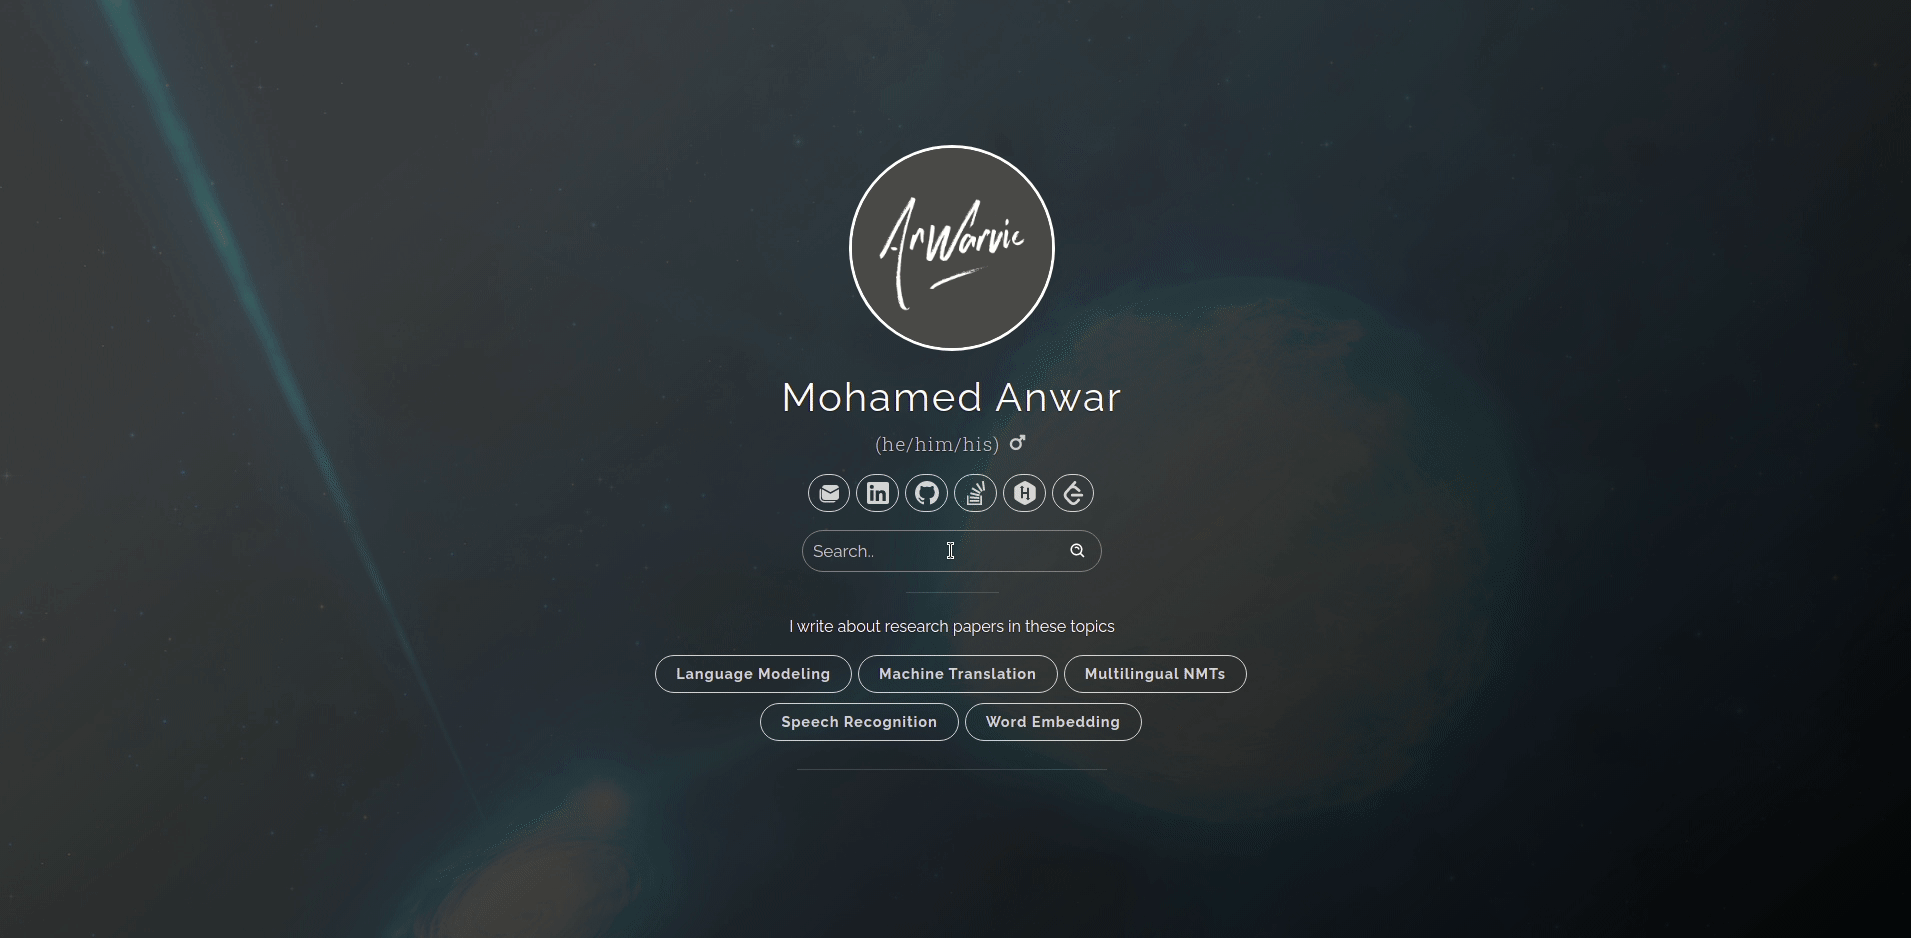 AnWarvic
Mohamed Anwar
(he/him/his)
Search..
I write about research papers in these topics
Language Modeling Machine Translation Multilingual NMTs
Speech Recognition Word Embedding